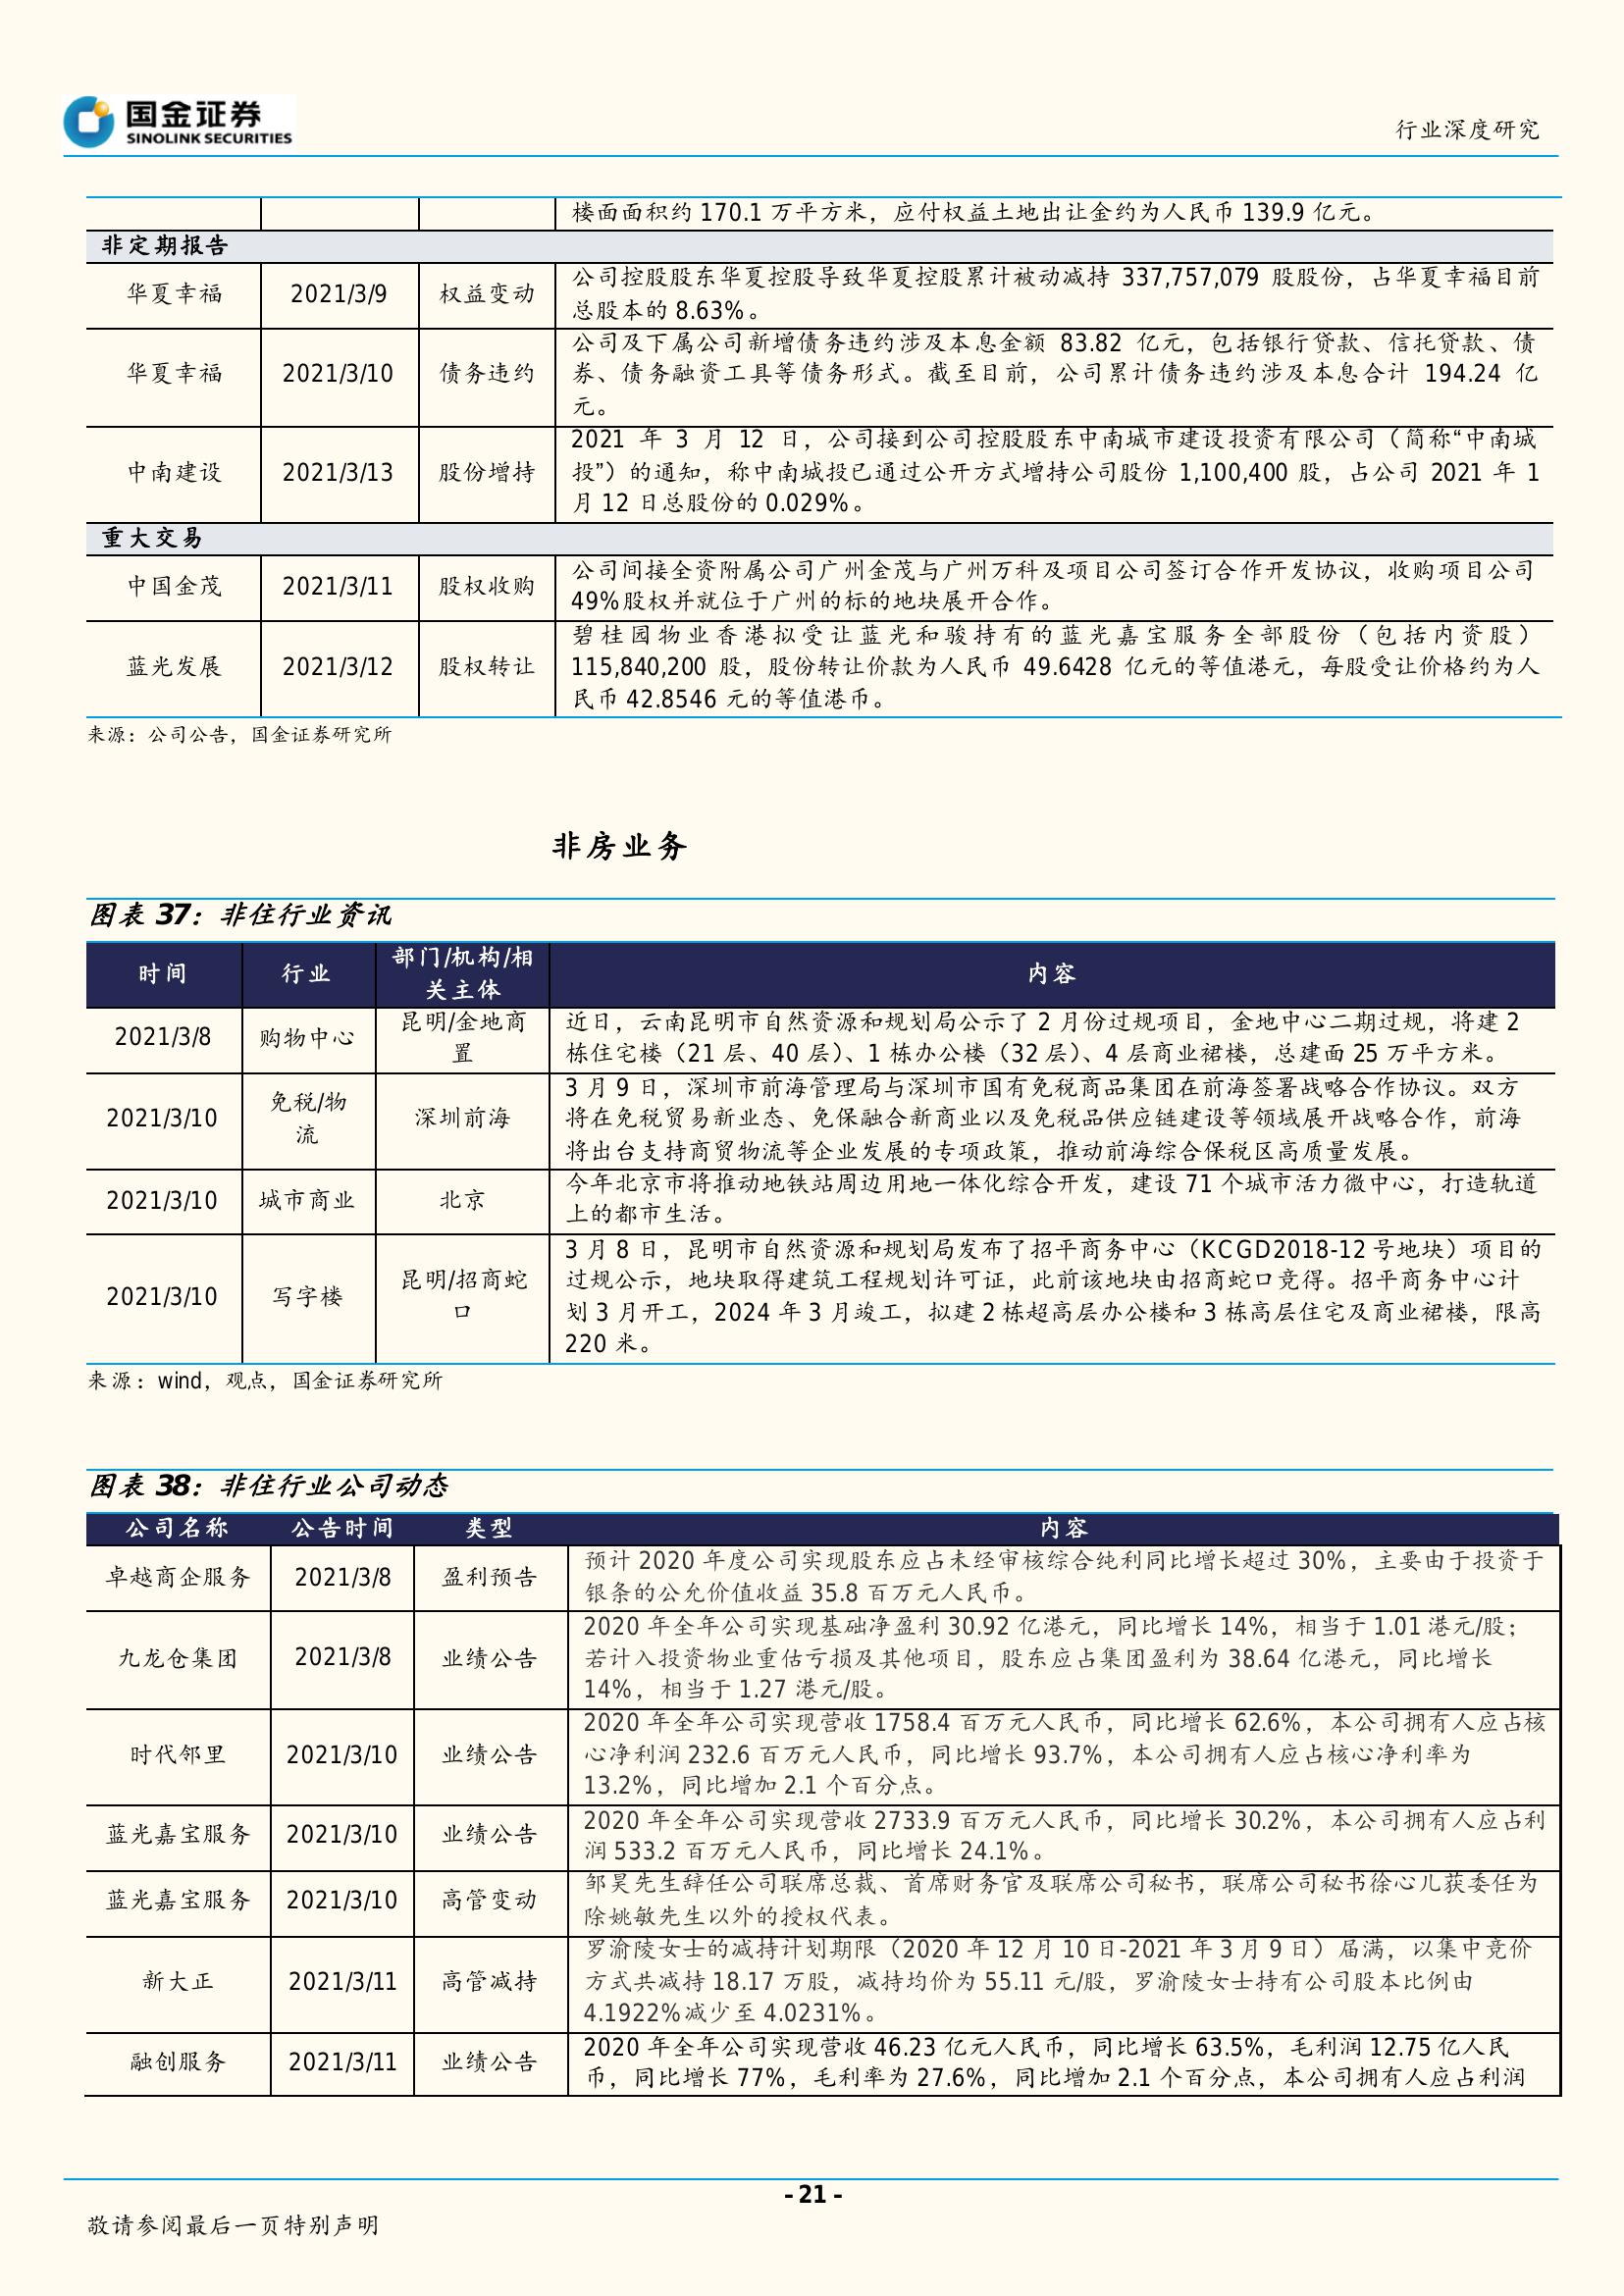 国金证券
SINOLINK SECURITIES
行业深度研究
楼面面积约 170.1 万平方米，应付权益土地出让金约为人民币 139.9 亿元。
非定期报告
华夏幸福 2021/3/9 权益变动
公司控股股东华夏控股导致华夏控股累计被动减持 337,757,079 股股份，占华夏幸福目前
总股本的 8.63%。
华夏幸福 2021/3/10 债务违约
公司及下属公司新增债务违约涉及本息金额 83.82 亿元，包括银行贷款、信托贷款、债
券、债务融资工具等债务形式。截至目前，公司累计债务违约涉及本息合计 194.24 亿
元。
中南建设 2021/3/13 股份增持
2021 年 3 月 12 日，公司接到公司控股股东中南城市建设投资有限公司（简称“中南城
投”）的通知，称中南城投已通过公开方式增持公司股份 1,100,400 股，占公司 2021 年 1
月 12 日总股份的 0.029%。
重大交易
中国金茂 2021/3/11 股权收购
公司间接全资附属公司广州金茂与广州万科及项目公司签订合作开发协议，收购项目公司
49%股权并就位于广州的标的地块展开合作。
蓝光发展 2021/3/12 股权转让
碧桂园物业香港拟受让蓝光和骏持有的蓝光嘉宝服务全部股份（包括内资股）
115,840,200 股，股份转让价款为人民币 49.6428 亿元的等值港元，每股受让价格约为人
民币 42.8546 元的等值港币。
来源：公司公告，国金证券研究所
非房业务
图表 37：非住行业资讯
时间 行业 部门/机构/相
关主体 内容
2021/3/8 购物中心 昆明/金地商
置
近日，云南昆明市自然资源和规划局公示了 2 月份过规项目，金地中心二期过规，将建 2
栋住宅楼（21 层、40 层）、1 栋办公楼（32 层）、4 层商业裙楼，总建面 25 万平方米。
2021/3/10 免税/物
流 深圳前海
3 月 9 日，深圳市前海管理局与深圳市国有免税商品集团在前海签署战略合作协议。双方
将在免税贸易新业态、免保融合新商业以及免税品供应链建设等领域展开战略合作，前海
将出台支持商贸物流等企业发展的专项政策，推动前海综合保税区高质量发展。
2021/3/10 城市商业 北京
今年北京市将推动地铁站周边用地一体化综合开发，建设 71 个城市活力微中心，打造轨道
上的都市生活。
2021/3/10 写字楼 昆明/招商蛇
口
3 月 8 日，昆明市自然资源和规划局发布了招平商务中心（KCGD2018-12 号地块）项目的
过规公示，地块取得建筑工程规划许可证，此前该地块由招商蛇口竞得。招平商务中心计
划 3 月开工，2024 年 3 月竣工，拟建 2 栋超高层办公楼和 3 栋高层住宅及商业裙楼，限高
220 米。
来源：wind，观点，国金证券研究所
图表 38：非住行业公司动态
公司名称 公告时间 类型 内容
卓越商企服务 2021/3/8 盈利预告
预计 2020 年度公司实现股东应占未经审核综合纯利同比增长超过 30%，主要由于投资于
银条的公允价值收益 35.8 百万元人民币。
九龙仓集团 2021/3/8 业绩公告
2020 年全年公司实现基础净盈利 30.92 亿港元，同比增长 14%，相当于 1.01 港元/股；
若计入投资物业重估亏损及其他项目，股东应占集团盈利为 38.64 亿港元，同比增长
14%，相当于 1.27 港元/股。
时代邻里 2021/3/10 业绩公告
2020 年全年公司实现营收 1758.4 百万元人民币，同比增长 62.6%，本公司拥有人应占核
心净利润 232.6 百万元人民币，同比增长 93.7%，本公司拥有人应占核心净利率为
13.2%，同比增加 2.1 个百分点。
蓝光嘉宝服务 2021/3/10 业绩公告
2020 年全年公司实现营收 2733.9 百万元人民币，同比增长 30.2%，本公司拥有人应占利
润 533.2 百万元人民币，同比增长 24.1%。
蓝光嘉宝服务 2021/3/10 高管变动
邹昊先生辞任公司联席总裁、首席财务官及联席公司秘书，联席公司秘书徐心儿获委任为
除姚敏先生以外的授权代表。
新大正 2021/3/11 高管减持
罗渝陵女士的减持计划期限（2020 年 12 月 10 日-2021 年 3 月 9 日）届满，以集中竞价
方式共减持 18.17 万股，减持均价为 55.11 元/股，罗渝陵女士持有公司股本比例由
4.1922%减少至 4.0231%。
融创服务 2021/3/11 业绩公告
2020 年全年公司实现营收 46.23 亿元人民币，同比增长 63.5%，毛利润 12.75 亿人民
币，同比增长 77%，毛利率为 27.6%，同比增加 2.1 个百分点，本公司拥有人应占利润
- 21 -
敬请参阅最后一页特别声明